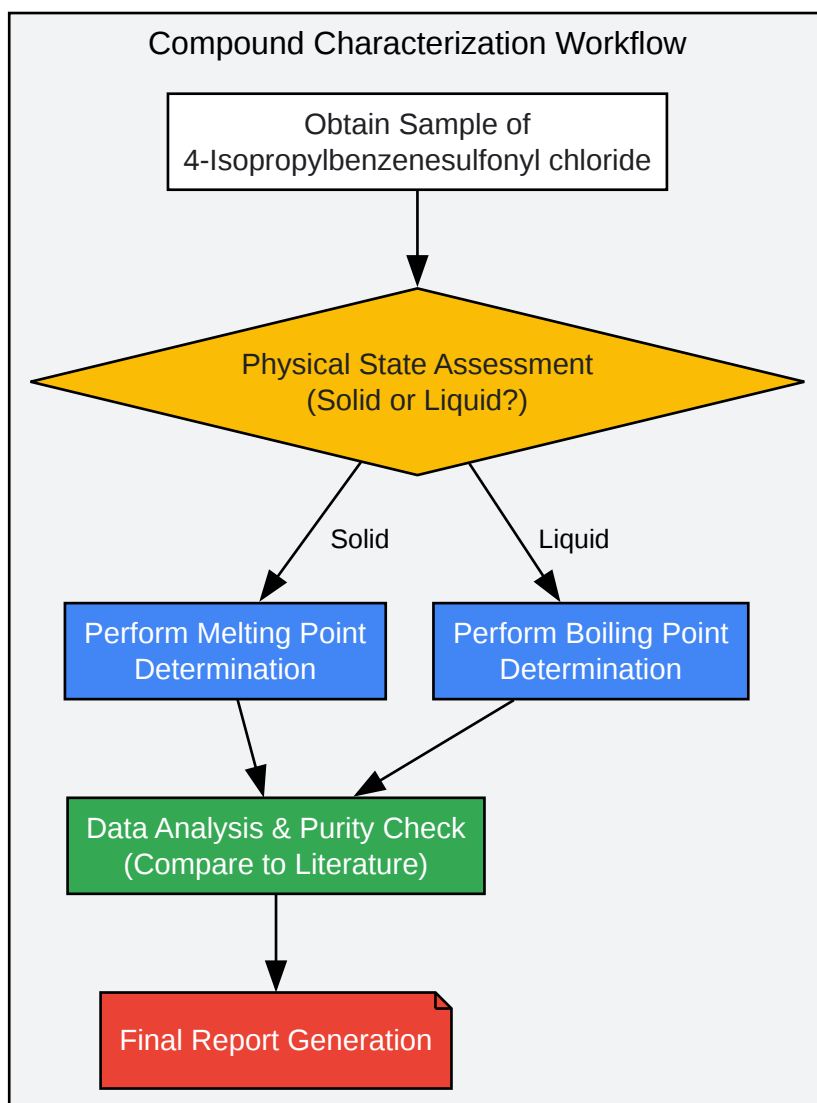 Compound Characterization Workflow
Obtain Sample of
4-Isopropylbenzenesulfonyl chloride
Physical State Assessment
(Solid or Liquid?)
Solid
Liquid
Perform Melting Point
Determination
Perform Boiling Point
Determination
Data Analysis & Purity Check
(Compare to Literature)
Final Report Generation